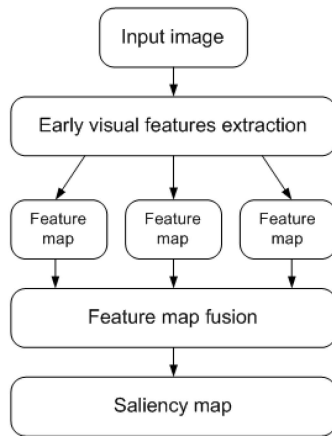 Input image
Early visual features extraction
Feature
map
Feature
map
Feature
map
Feature map fusion
Saliency map